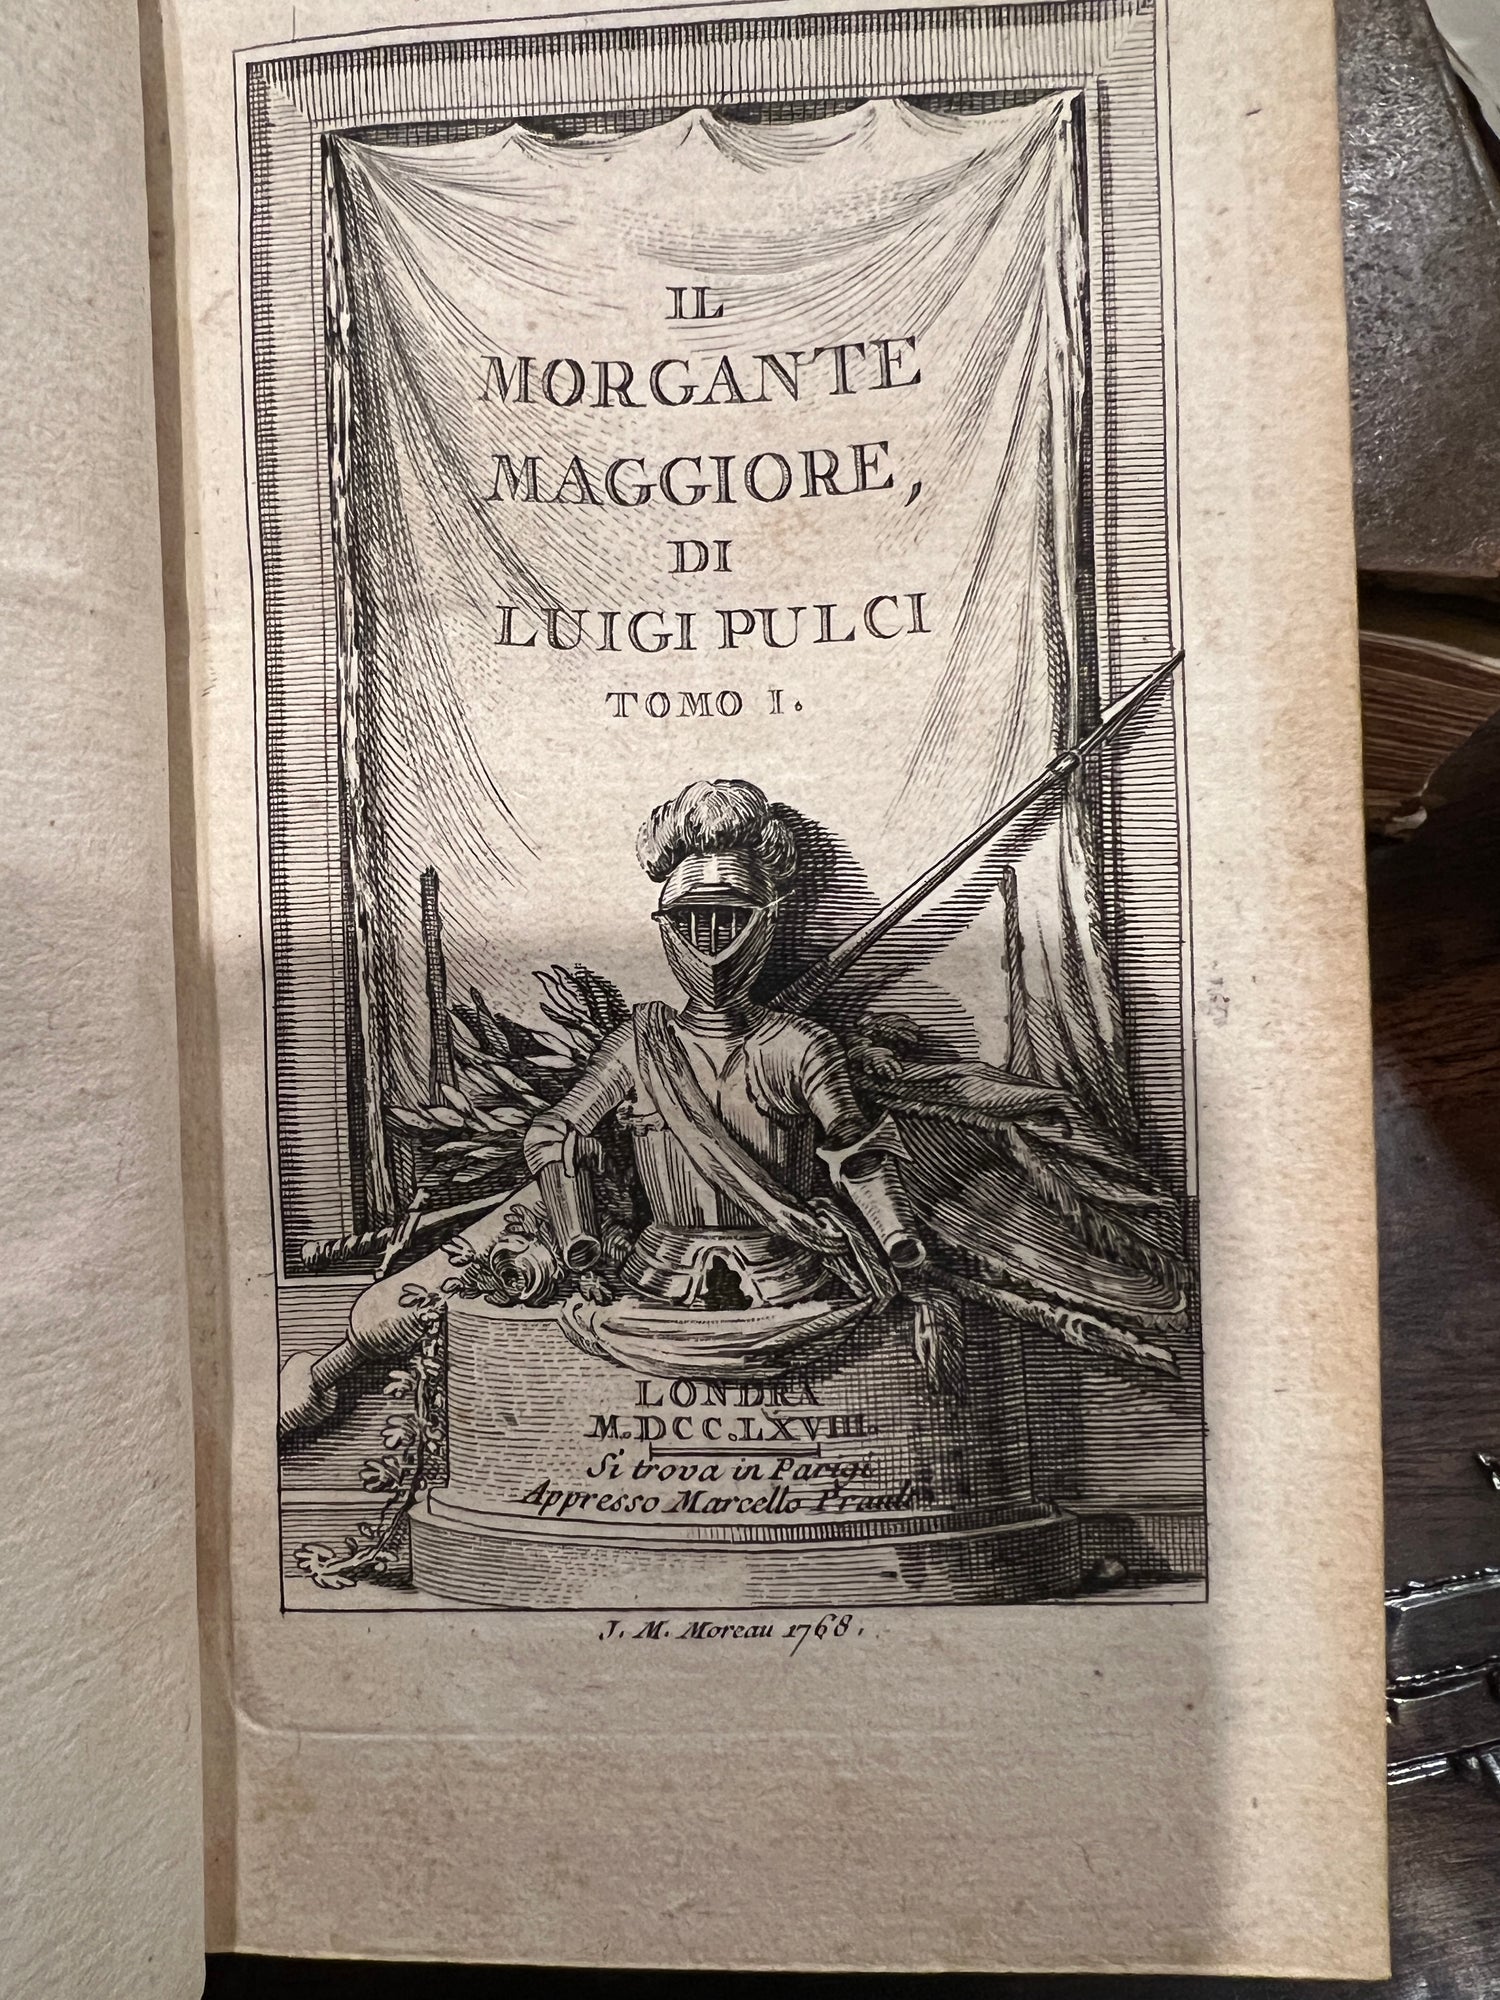 IL
MORGANTE
MAGGIORE,
DI
LUIGI PULCI
TOMO I.
LONDRA
M.DCC.LXVIII.
Si trova in Parigi
Appresso Marcello Prault
J. M. Moreau 1768.